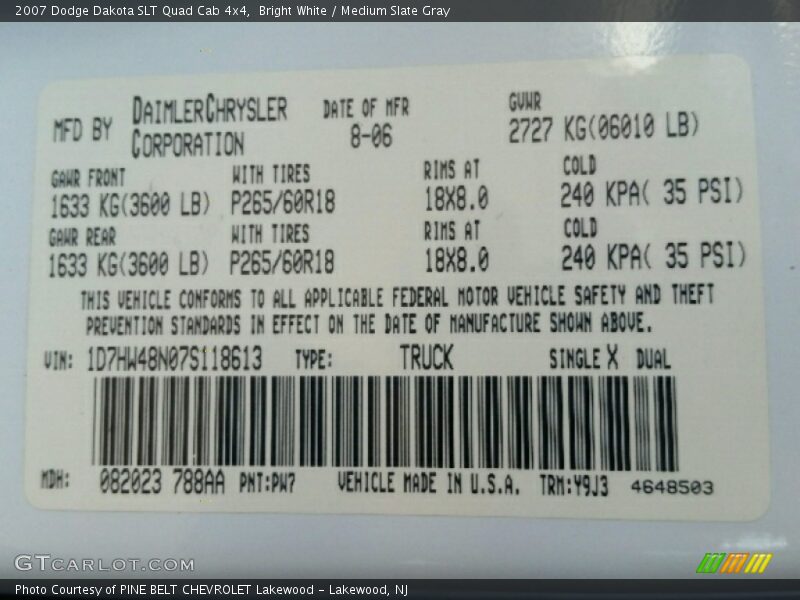 2007 Dodge Dakota SLT Quad Cab 4x4, Bright White / Medium Slate Gray
MFD BY DAIMLERCHRYSLER CORPORATION DATE OF MFR 8-06 GVWR 2727 KG(06010 LB)
GAWR FRONT WITH TIRES RIMS AT COLD
1633 KG(3600 LB) P265/60R18 18X8.0 240 KPA( 35 PSI)
GAWR REAR WITH TIRES RIMS AT COLD
1633 KG(3600 LB) P265/60R18 18X8.0 240 KPA( 35 PSI)
THIS VEHICLE CONFORMS TO ALL APPLICABLE FEDERAL MOTOR VEHICLE SAFETY AND THEFT
PREVENTION STANDARDS IN EFFECT ON THE DATE OF MANUFACTURE SHOWN ABOVE.
VIN: 1D7HW48N07S118613 TYPE: TRUCK SINGLE X DUAL
MDH: 082023 788AA PNT:PW7 VEHICLE MADE IN U.S.A. TRM:Y9J3 4648503
GTCARLOT.COM
Photo Courtesy of PINE BELT CHEVROLET Lakewood - Lakewood, NJ